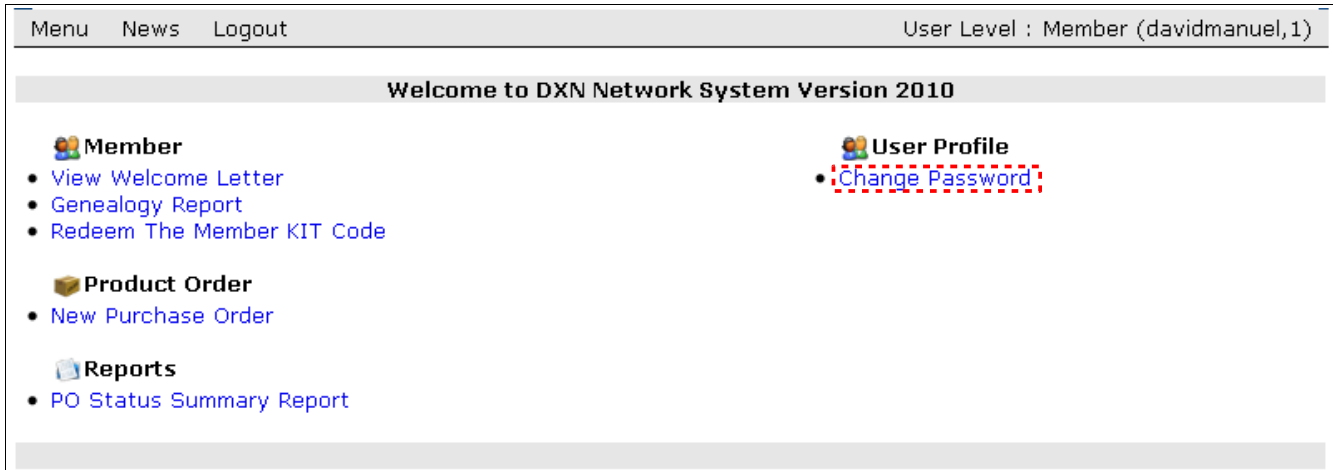 Menu News Logout User Level : Member (davidmanuel,1)
Welcome to DXN Network System Version 2010
Member
• View Welcome Letter
• Genealogy Report
• Redeem The Member KIT Code
Product Order
• New Purchase Order
Reports
• PO Status Summary Report
User Profile
• Change Password